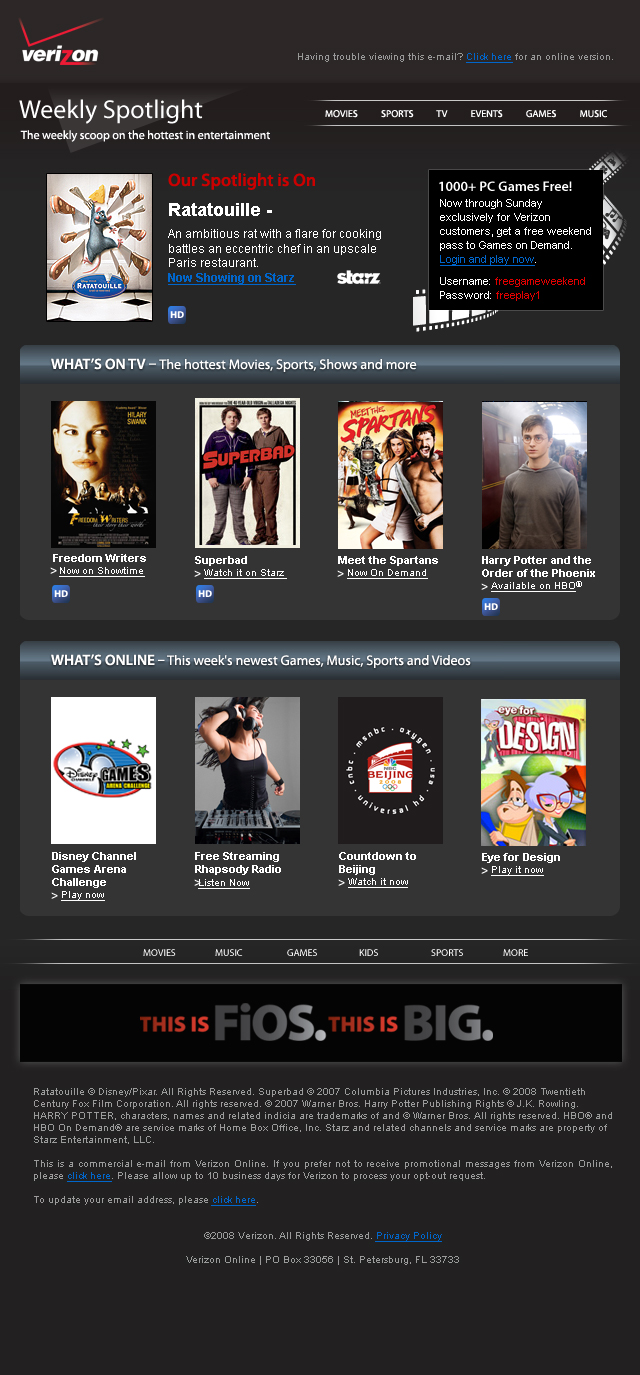 verizon
Having trouble viewing this e-mail? Click here for an online version.
Weekly Spotlight
The weekly scoop on the hottest in entertainment
MOVIES SPORTS TV EVENTS GAMES MUSIC
Our Spotlight is On
Ratatouille -
An ambitious rat with a flare for cooking
battles an eccentric chef in an upscale
Paris restaurant.
Now Showing on Starz
starz
HD
RATATOUILLE
1000+ PC Games Free!
Now through Sunday
exclusively for Verizon
customers, get a free weekend
pass to Games on Demand.
Login and play now.
Username: freegameweekend
Password: freeplay1
WHAT'S ON TV – The hottest Movies, Sports, Shows and more
HILARY
SWANK
FREEDOM WRITERS
Freedom Writers
> Now on Showtime
HD
SUPERBAD
Superbad
> Watch it on Starz
HD
MEET THE
SPARTANS
Meet the Spartans
> Now On Demand
Harry Potter and the
Order of the Phoenix
> Available on HBO®
HD
WHAT'S ONLINE – This week's newest Games, Music, Sports and Videos
Disney
CHANNEL
GAMES
ARENA CHALLENGE
Disney Channel
Games Arena
Challenge
> Play now
Free Streaming
Rhapsody Radio
>Listen Now
cnbc · msnbc · oxygen · usa · universal hd ·
NBC
BEIJING
2008
Countdown to
Beijing
> Watch it now
eye for
DESIGN
Eye for Design
> Play it now
MOVIES MUSIC GAMES KIDS SPORTS MORE
THIS IS FiOS. THIS IS BIG.
Ratatouille © Disney/Pixar. All Rights Reserved. Superbad © 2007 Columbia Pictures Industries, Inc. © 2008 Twentieth
Century Fox Film Corporation. All rights reserved. © 2007 Warner Bros. Harry Potter Publishing Rights © J.K. Rowling.
HARRY POTTER, characters, names and related indicia are trademarks of and © Warner Bros. All rights reserved. HBO® and
HBO On Demand® are service marks of Home Box Office, Inc. Starz and related channels and service marks are property of
Starz Entertainment, LLC.
This is a commercial e-mail from Verizon Online. If you prefer not to receive promotional messages from Verizon Online,
please click here. Please allow up to 10 business days for Verizon to process your opt-out request.
To update your email address, please click here.
©2008 Verizon. All Rights Reserved. Privacy Policy
Verizon Online | PO Box 33056 | St. Petersburg, FL 33733